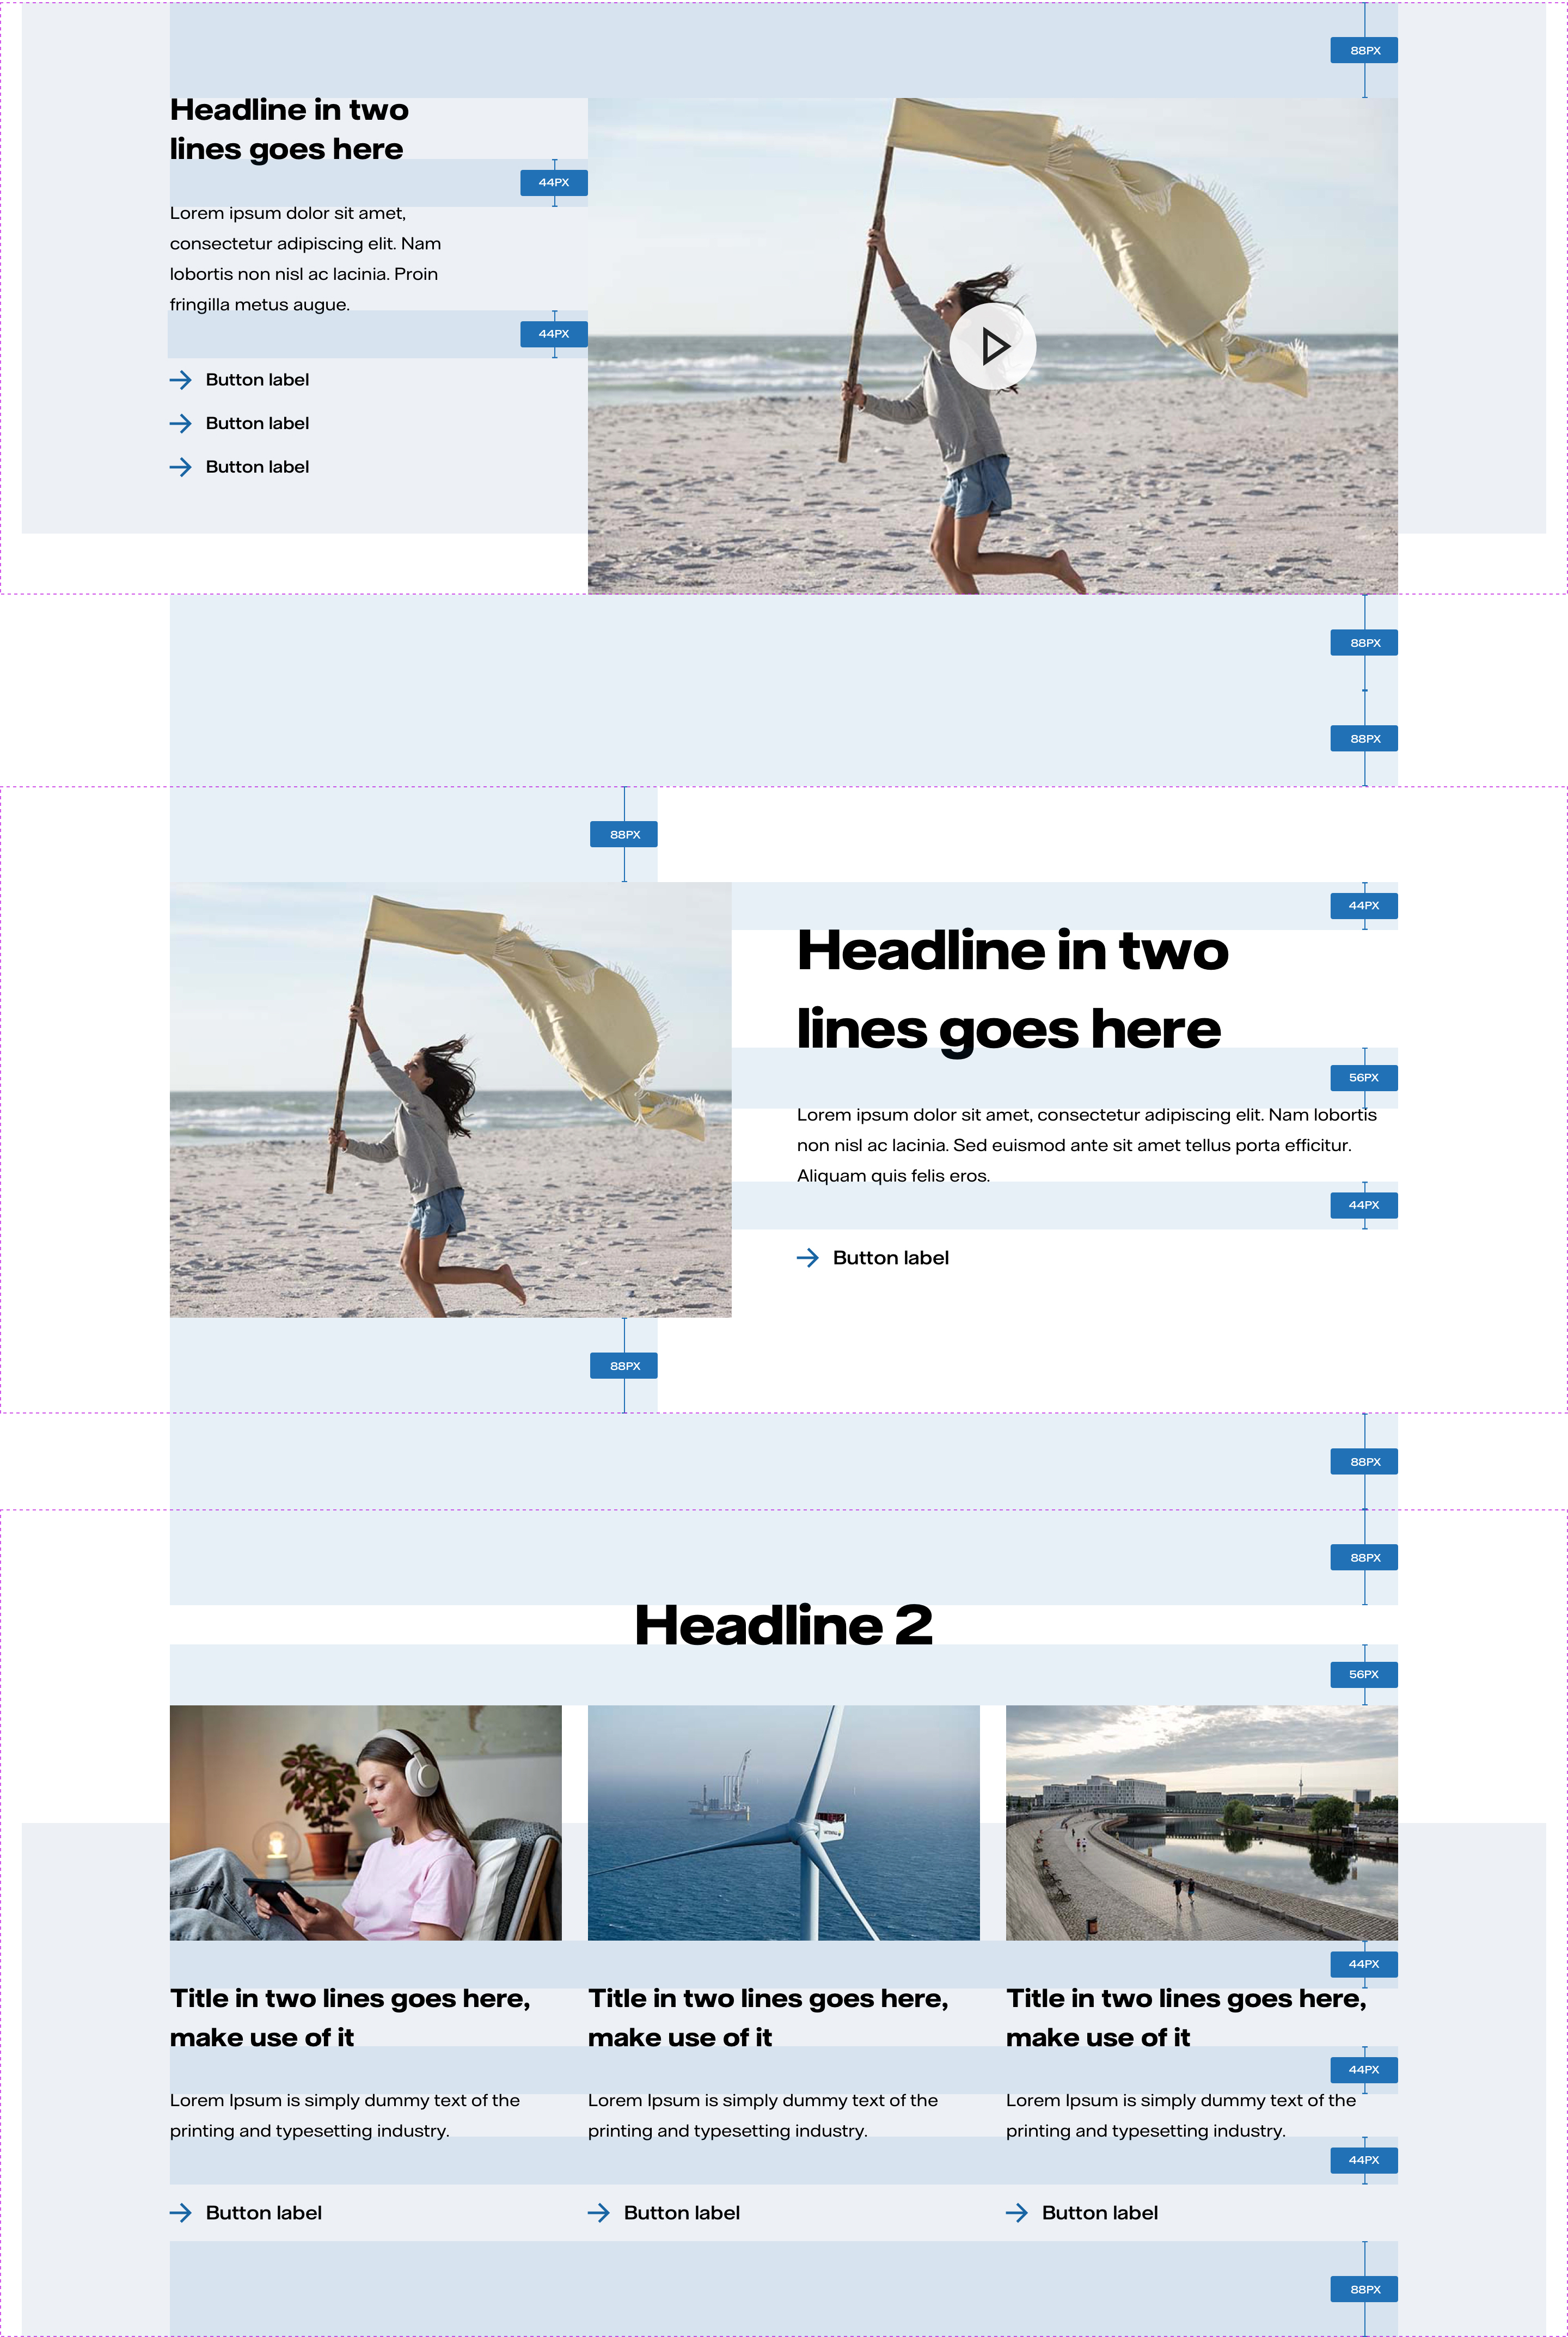 88PX
Headline in two
lines goes here
44PX
Lorem ipsum dolor sit amet,
consectetur adipiscing elit. Nam
lobortis non nisl ac lacinia. Proin
fringilla metus augue.
44PX
Button label
Button label
Button label
88PX
88PX
88PX
44PX
Headline in two
lines goes here
56PX
Lorem ipsum dolor sit amet, consectetur adipiscing elit. Nam lobortis
non nisl ac lacinia. Sed euismod ante sit amet tellus porta efficitur.
Aliquam quis felis eros.
44PX
Button label
88PX
88PX
88PX
Headline 2
56PX
44PX
Title in two lines goes here,
make use of it
Title in two lines goes here,
make use of it
Title in two lines goes here,
make use of it
44PX
Lorem Ipsum is simply dummy text of the
printing and typesetting industry.
Lorem Ipsum is simply dummy text of the
printing and typesetting industry.
Lorem Ipsum is simply dummy text of the
printing and typesetting industry.
44PX
Button label
Button label
Button label
88PX